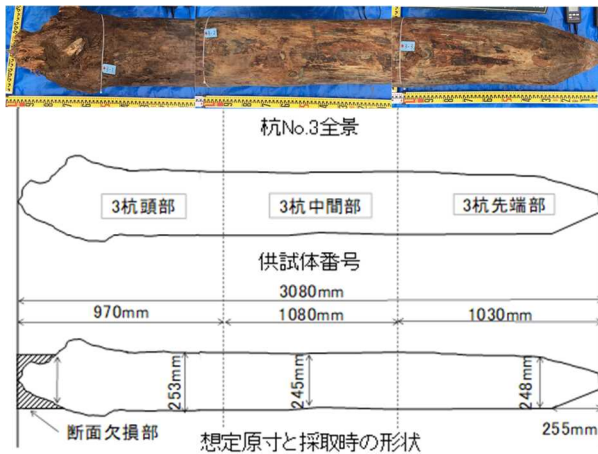 杭No.3全景
3杭頭部
3杭中間部
3杭先端部
供試体番号
3080mm
970mm
1080mm
1030mm
253mm
245mm
248mm
255mm
断面欠損部
想定原寸と採取時の形状